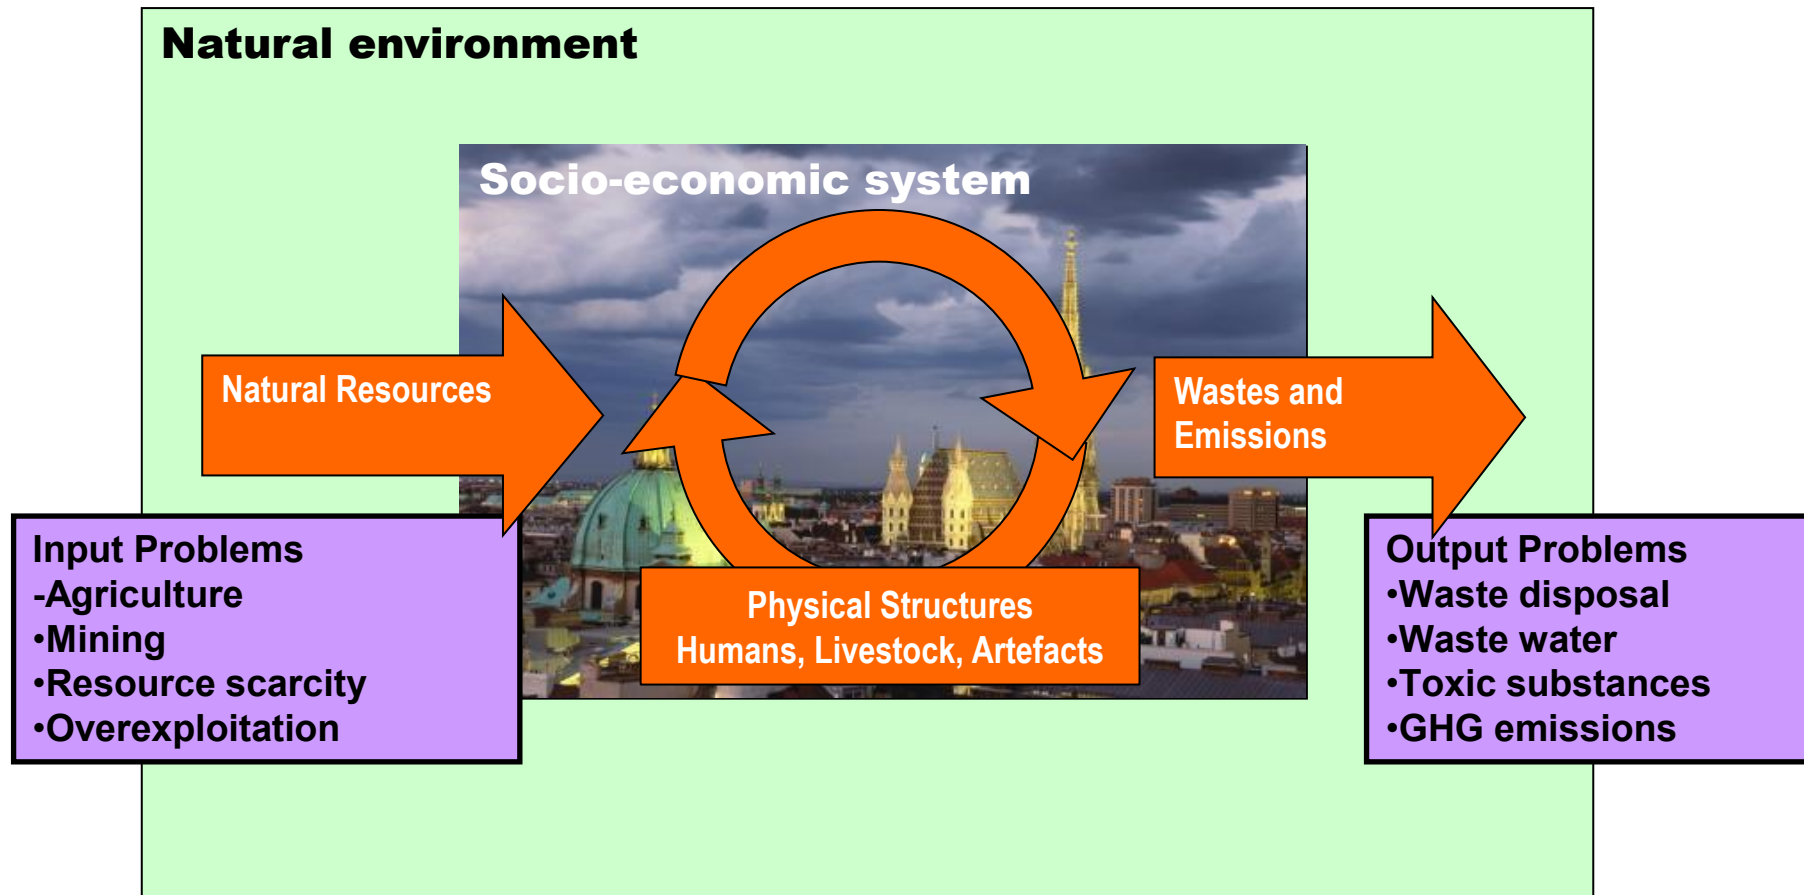 Natural environment
Socio-economic system
Natural Resources
Wastes and
Emissions
Input Problems
-Agriculture
•Mining
•Resource scarcity
•Overexploitation
Physical Structures
Humans, Livestock, Artefacts
Output Problems
•Waste disposal
•Waste water
•Toxic substances
•GHG emissions